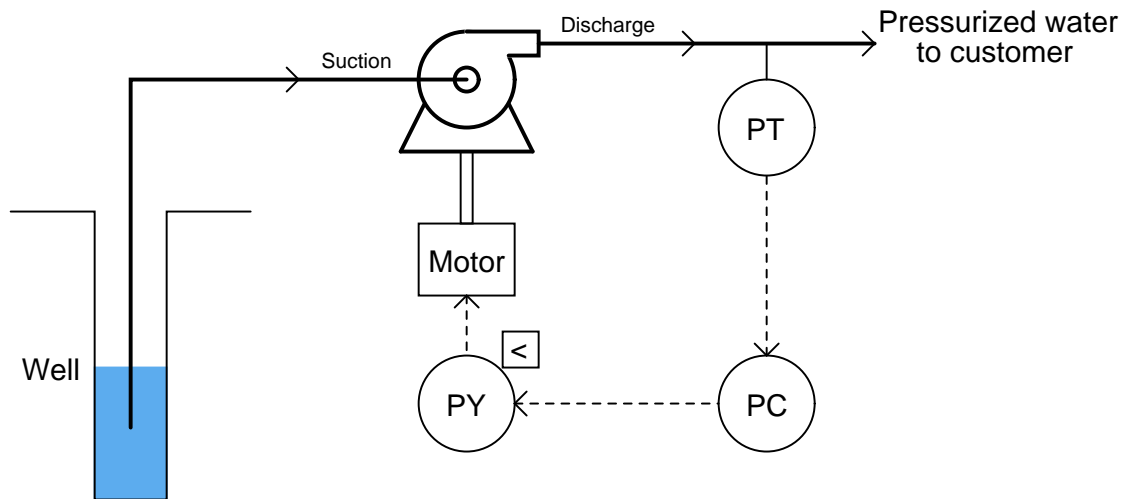 Suction
Discharge
Pressurized water
to customer
PT
Motor
<
Well
PY
PC